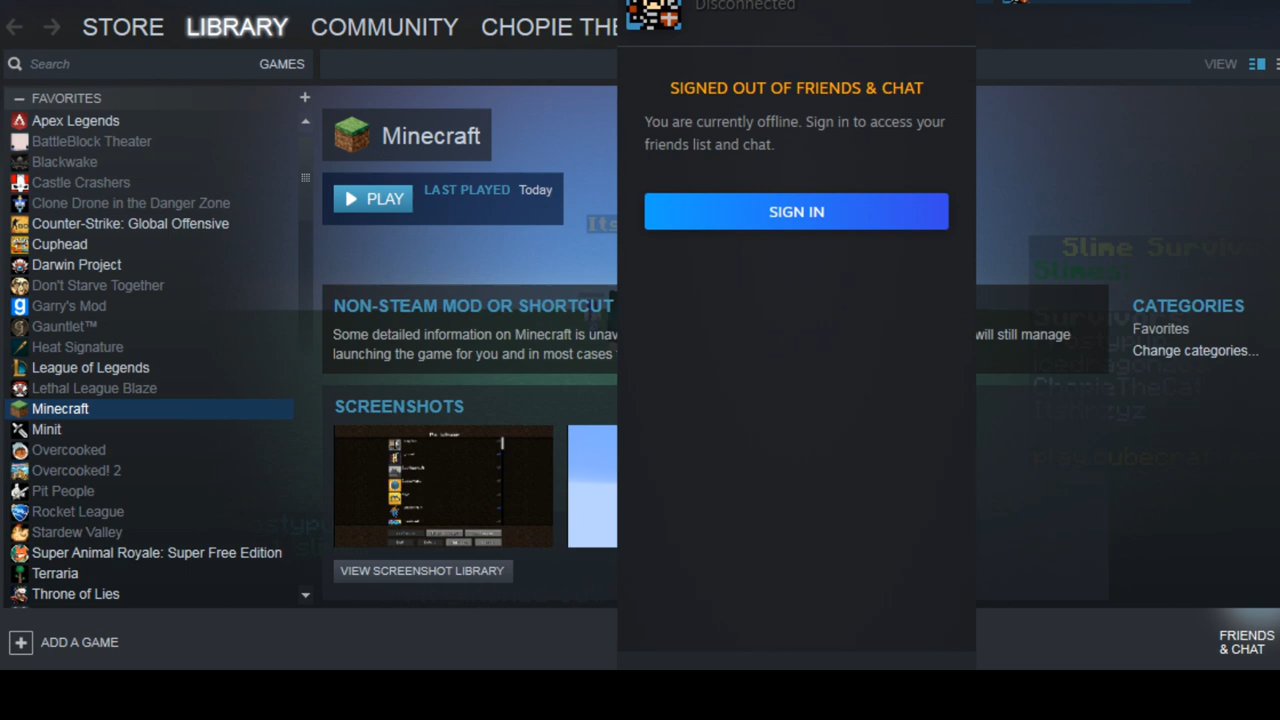 Disconnected
STORE LIBRARY COMMUNITY CHOPIE THE
Search GAMES
VIEW
FAVORITES
Apex Legends
BattleBlock Theater
Blackwake
Castle Crashers
Clone Drone in the Danger Zone
Counter-Strike: Global Offensive
Cuphead
Darwin Project
Don't Starve Together
Garry's Mod
Gauntlet™
Heat Signature
League of Legends
Lethal League Blaze
Minecraft
Minit
Overcooked
Overcooked! 2
Pit People
Rocket League
Stardew Valley
Super Animal Royale: Super Free Edition
Terraria
Throne of Lies
ADD A GAME
Minecraft
PLAY LAST PLAYED Today
Its
NON-STEAM MOD OR SHORTCUT
Some detailed information on Minecraft is unav will still manage
launching the game for you and in most cases
SCREENSHOTS
VIEW SCREENSHOT LIBRARY
SIGNED OUT OF FRIENDS & CHAT
You are currently offline. Sign in to access your
friends list and chat.
SIGN IN
Slime Surviv
Slimes
CATEGORIES
Favorites
Change categories...
FRIENDS
& CHAT